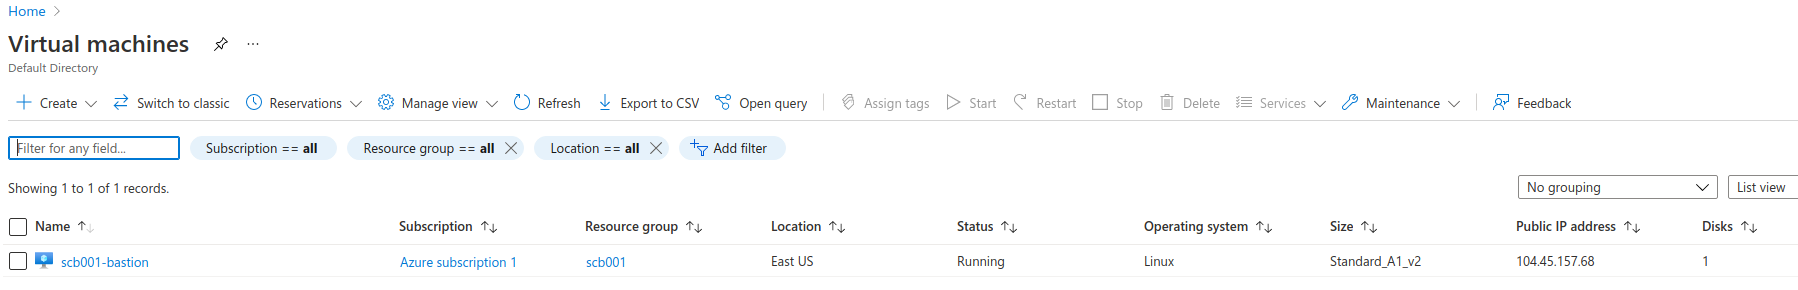 Home
Virtual machines
Default Directory
Create Switch to classic Reservations Manage view Refresh Export to CSV Open query Assign tags Start Restart Stop Delete Services Maintenance Feedback
Filter for any field... Subscription == all Resource group == all Location == all Add filter
Showing 1 to 1 of 1 records. No grouping List view
Name Subscription Resource group Location Status Operating system Size Public IP address Disks
scb001-bastion Azure subscription 1 scb001 East US Running Linux Standard_A1_v2 104.45.157.68 1